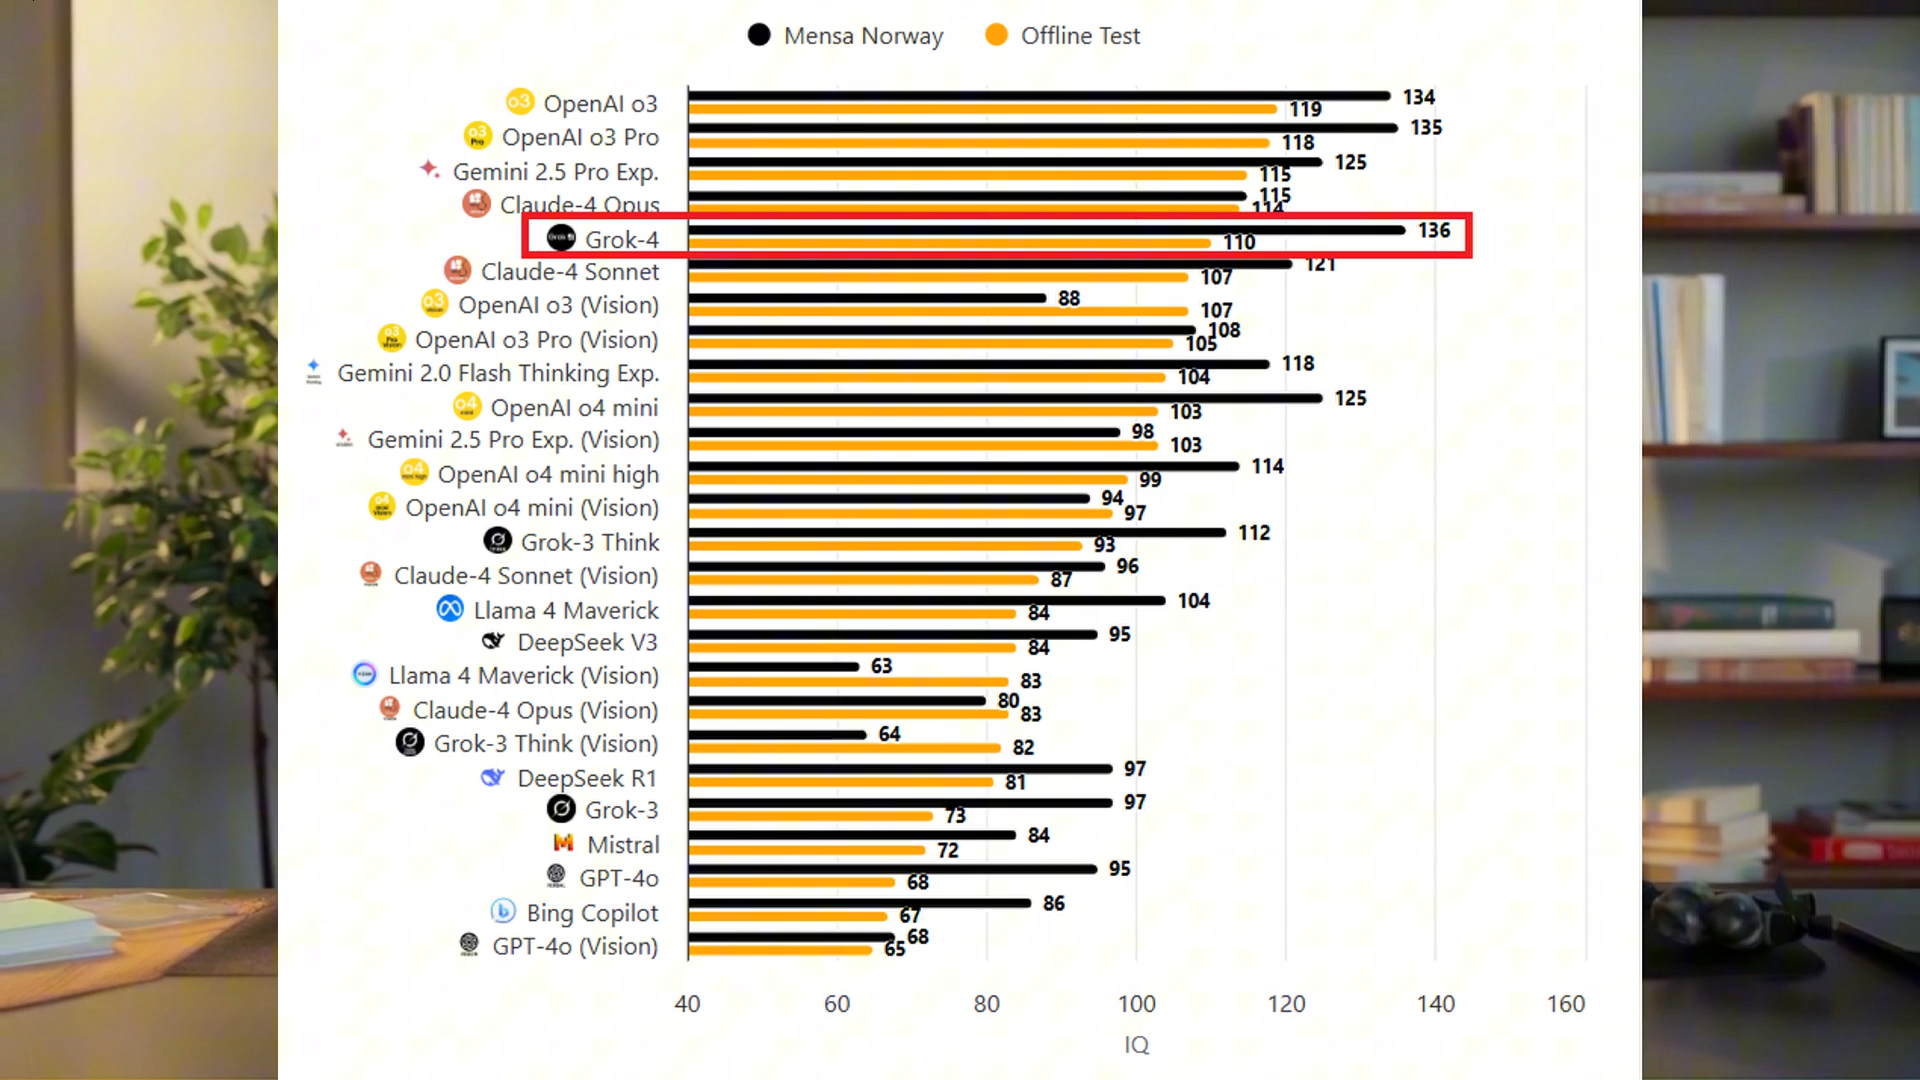 Mensa Norway Offline Test
OpenAI o3 134
119
OpenAI o3 Pro 135
118
Gemini 2.5 Pro Exp. 125
115
Claude-4 Opus 115
114
Grok-4 136
110
Claude-4 Sonnet 121
107
OpenAI o3 (Vision) 88
107
OpenAI o3 Pro (Vision) 108
105
Gemini 2.0 Flash Thinking Exp. 118
104
OpenAI o4 mini 125
103
Gemini 2.5 Pro Exp. (Vision) 98
103
OpenAI o4 mini high 114
99
OpenAI o4 mini (Vision) 94
97
Grok-3 Think 112
93
Claude-4 Sonnet (Vision) 96
87
Llama 4 Maverick 104
84
DeepSeek V3 95
84
Llama 4 Maverick (Vision) 63
83
Claude-4 Opus (Vision) 80
83
Grok-3 Think (Vision) 64
82
DeepSeek R1 97
81
Grok-3 97
73
Mistral 84
72
GPT-4o 95
68
Bing Copilot 86
67
GPT-4o (Vision) 68
65
40 60 80 100 120 140 160
IQ